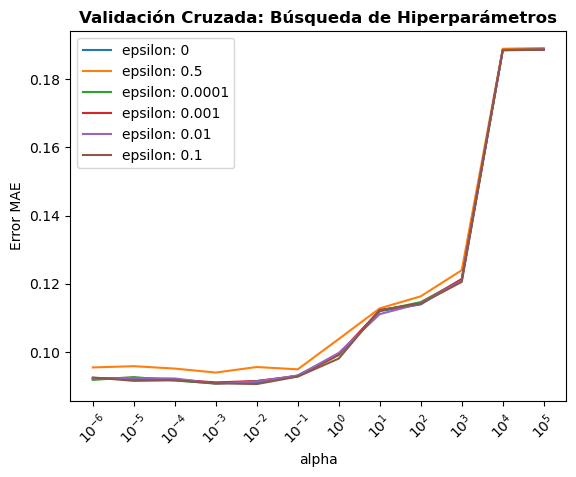 Validación Cruzada: Búsqueda de Hiperparámetros
epsilon: 0
epsilon: 0.5
epsilon: 0.0001
epsilon: 0.001
epsilon: 0.01
epsilon: 0.1
Error MAE
0.18
0.16
0.14
0.12
0.10
10⁻⁶ 10⁻⁵ 10⁻⁴ 10⁻³ 10⁻² 10⁻¹ 10⁰ 10¹ 10² 10³ 10⁴ 10⁵
alpha